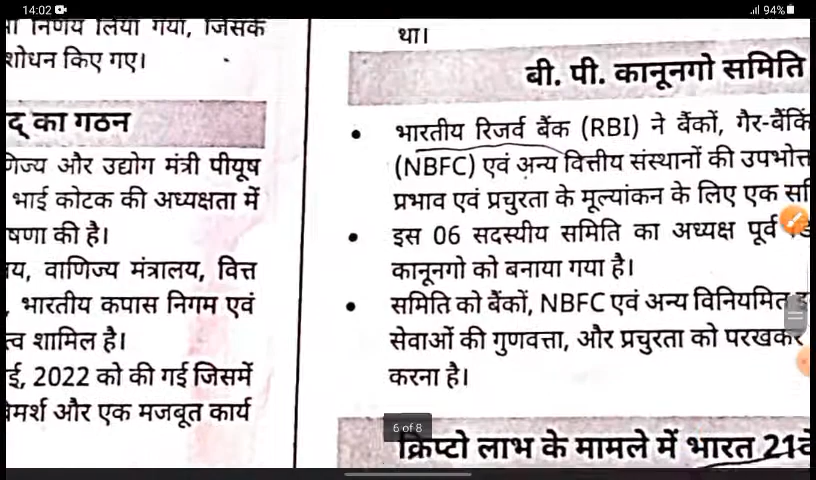 14:02
94%
निर्णय लिया गया, जिसके
शोधन किए गए।
द् का गठन
णिज्य और उद्योग मंत्री पीयूष
भाई कोटक की अध्यक्षता में
षणा की है।
य, वाणिज्य मंत्रालय, वित्त
, भारतीय कपास निगम एवं
त्व शामिल है।
ई, 2022 को की गई जिसमें
मर्श और एक मजबूत कार्य
था।
बी. पी. कानूनगो समिति
• भारतीय रिजर्व बैंक (RBI) ने बैंकों, गैर-बैंकिं
(NBFC) एवं अन्य वित्तीय संस्थानों की उपभोत्त
प्रभाव एवं प्रचुरता के मूल्यांकन के लिए एक
• इस 06 सदस्यीय समिति का अध्यक्ष पूर्व
कानूनगो को बनाया गया है।
• समिति को बैंकों, NBFC एवं अन्य विनियमित
सेवाओं की गुणवत्ता, और प्रचुरता को परखकर
करना है।
6 of 8
क्रिप्टो लाभ के मामले में भारत 21वे